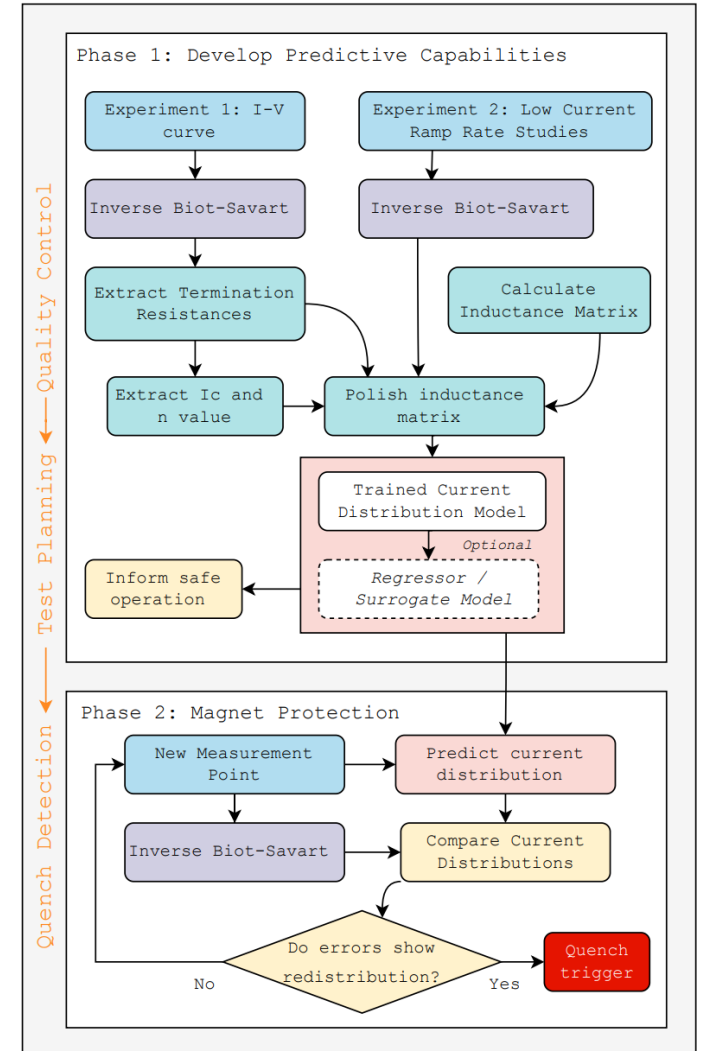 Phase 1: Develop Predictive Capabilities
Experiment 1: I-V
curve
Experiment 2: Low Current
Ramp Rate Studies
Inverse Biot-Savart
Inverse Biot-Savart
Extract Termination
Resistances
Calculate
Inductance Matrix
Extract Ic and
n value
Polish inductance
matrix
Trained Current
Distribution Model
Optional
Regressor /
Surrogate Model
Inform safe
operation
Phase 2: Magnet Protection
New Measurement
Point
Predict current
distribution
Inverse Biot-Savart
Compare Current
Distributions
Do errors show
redistribution?
No
Yes
Quench
trigger
Quality Control
Test Planning
Quench Detection